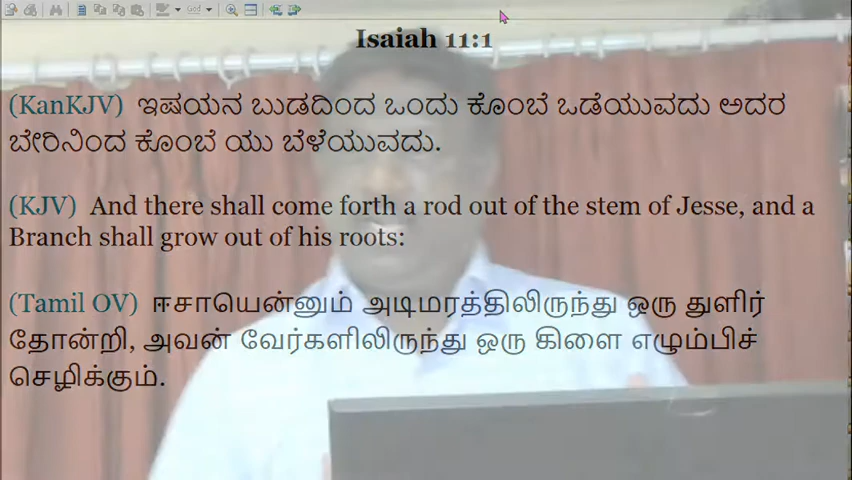 God
Isaiah 11:1
(KanKJV) ಇಷಯನ ಬುಡದಿಂದ ಒಂದು ಕೊಂಬೆ ಒಡೆಯುವದು ಅದರ
ಬೇರಿನಿಂದ ಕೊಂಬೆ ಯು ಬೆಳೆಯುವದು.
(KJV) And there shall come forth a rod out of the stem of Jesse, and a
Branch shall grow out of his roots:
(Tamil OV) ஈசாயென்னும் அடிமரத்திலிருந்து ஒரு துளிர்
தோன்றி, அவன் வேர்களிலிருந்து ஒரு கிளை எழும்பிச்
செழிக்கும்.